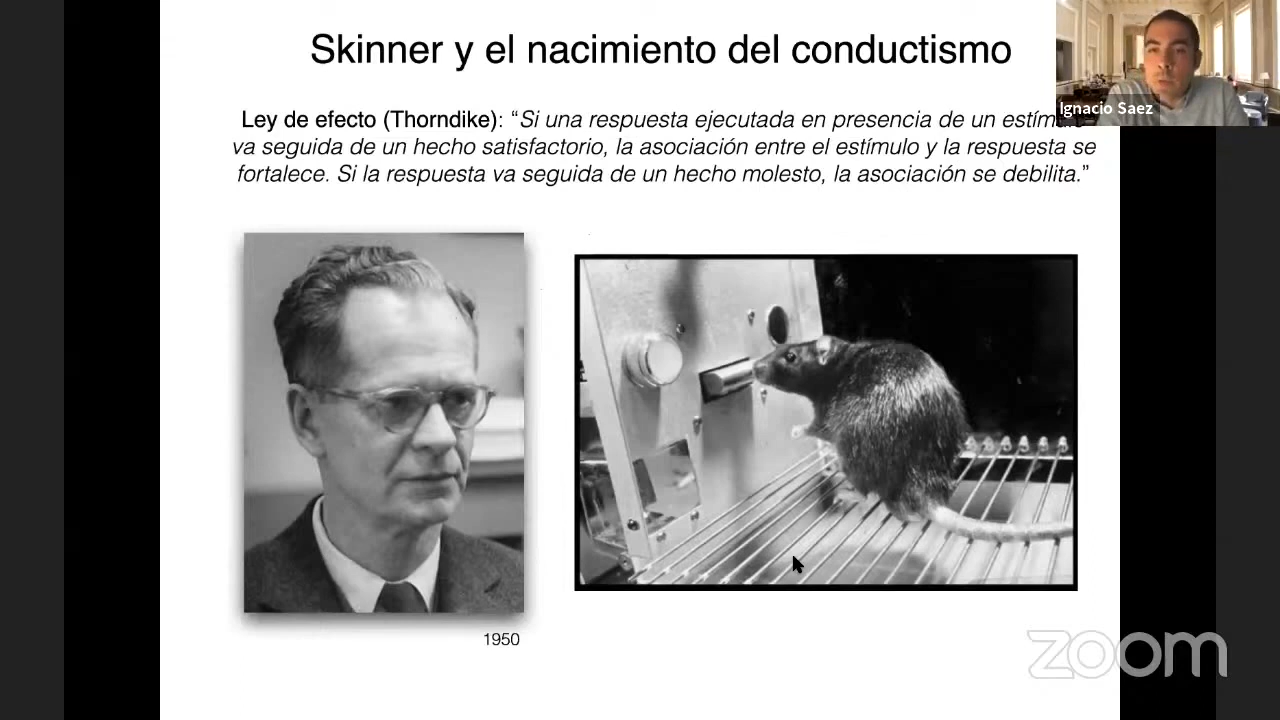 Skinner y el nacimiento del conductismo
Ignacio Saez
Ley de efecto (Thorndike): “Si una respuesta ejecutada en presencia de un
va seguida de un hecho satisfactorio, la asociación entre el estímulo y la respuesta se
fortalece. Si la respuesta va seguida de un hecho molesto, la asociación se debilita.”
1950
zoom